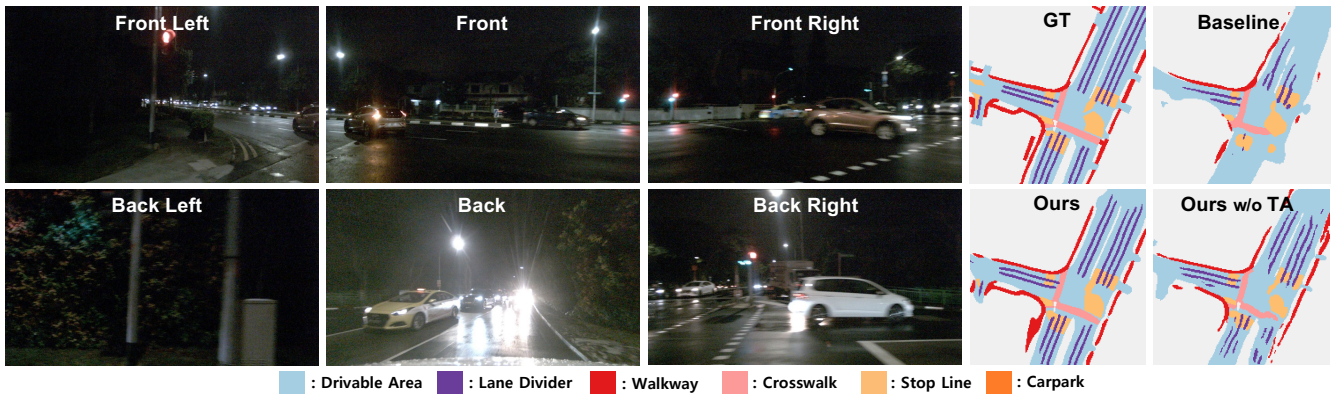 Front Left
Front
Front Right
GT
Baseline
Back Left
Back
Back Right
Ours
Ours w/o TA
: Drivable Area
: Lane Divider
: Walkway
: Crosswalk
: Stop Line
: Carpark